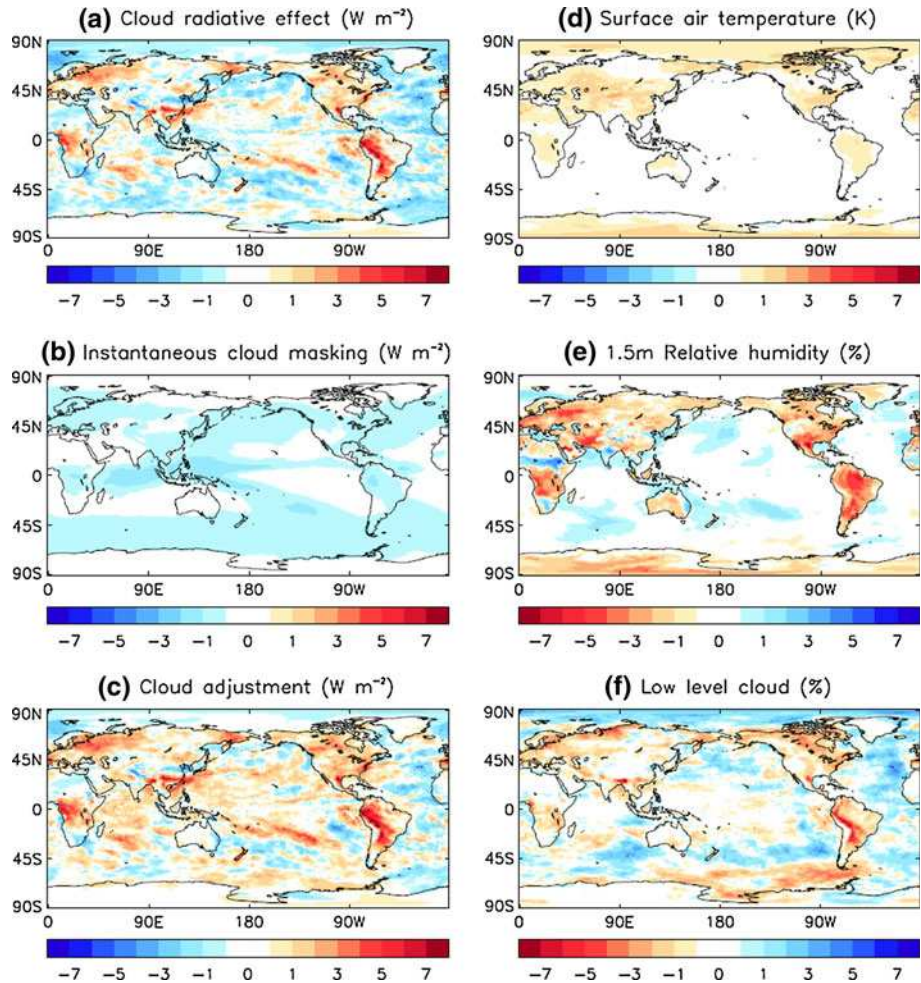 (a) Cloud radiative effect (W m⁻²)
90N
45N
0
45S
90S
0 90E 180 90W
-7 -5 -3 -1 0 1 3 5 7
(d) Surface air temperature (K)
90N
45N
0
45S
90S
0 90E 180 90W
-7 -5 -3 -1 0 1 3 5 7
(b) Instantaneous cloud masking (W m⁻²)
90N
45N
0
45S
90S
0 90E 180 90W
-7 -5 -3 -1 0 1 3 5 7
(e) 1.5m Relative humidity (%)
90N
45N
0
45S
90S
0 90E 180 90W
-7 -5 -3 -1 0 1 3 5 7
(c) Cloud adjustment (W m⁻²)
90N
45N
0
45S
90S
0 90E 180 90W
-7 -5 -3 -1 0 1 3 5 7
(f) Low level cloud (%)
90N
45N
0
45S
90S
0 90E 180 90W
-7 -5 -3 -1 0 1 3 5 7